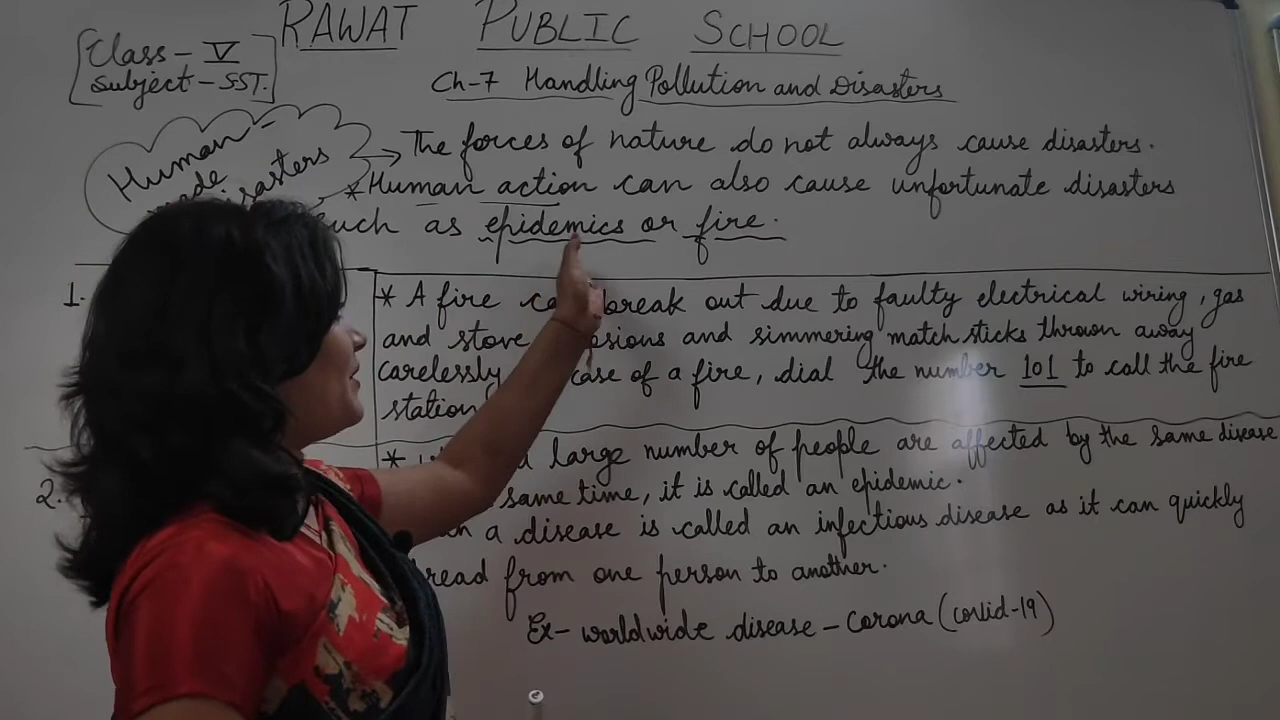 RAWAT PUBLIC SCHOOL
[Class - V
Subject - SST.]
Ch-7 Handling Pollution and Disasters
Human-
made
disasters
→ The forces of nature do not always cause disasters.
* Human action can also cause unfortunate disasters
such as epidemics or fire.
1.
* A fire can break out due to faulty electrical wiring, gas
and stove explosions and simmering match sticks thrown away
carelessly case of a fire, dial the number 101 to call the fire
station
2.
* large number of people are affected by the same disease
same time, it is called an epidemic.
a disease is called an infectious disease as it can quickly
spread from one person to another.
Ex- worldwide disease - Corona (covid-19)